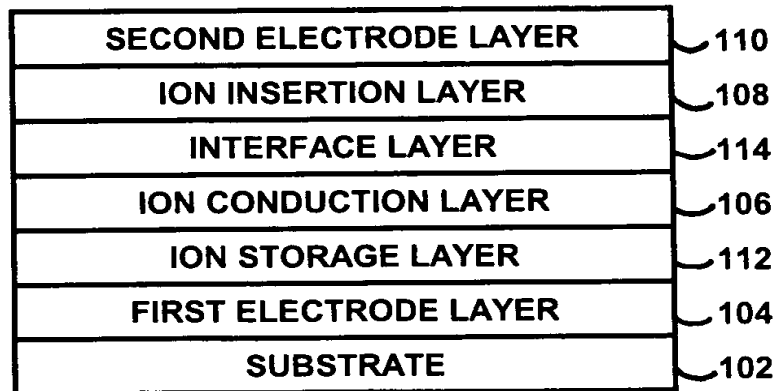 SECOND ELECTRODE LAYER 110
ION INSERTION LAYER 108
INTERFACE LAYER 114
ION CONDUCTION LAYER 106
ION STORAGE LAYER 112
FIRST ELECTRODE LAYER 104
SUBSTRATE 102